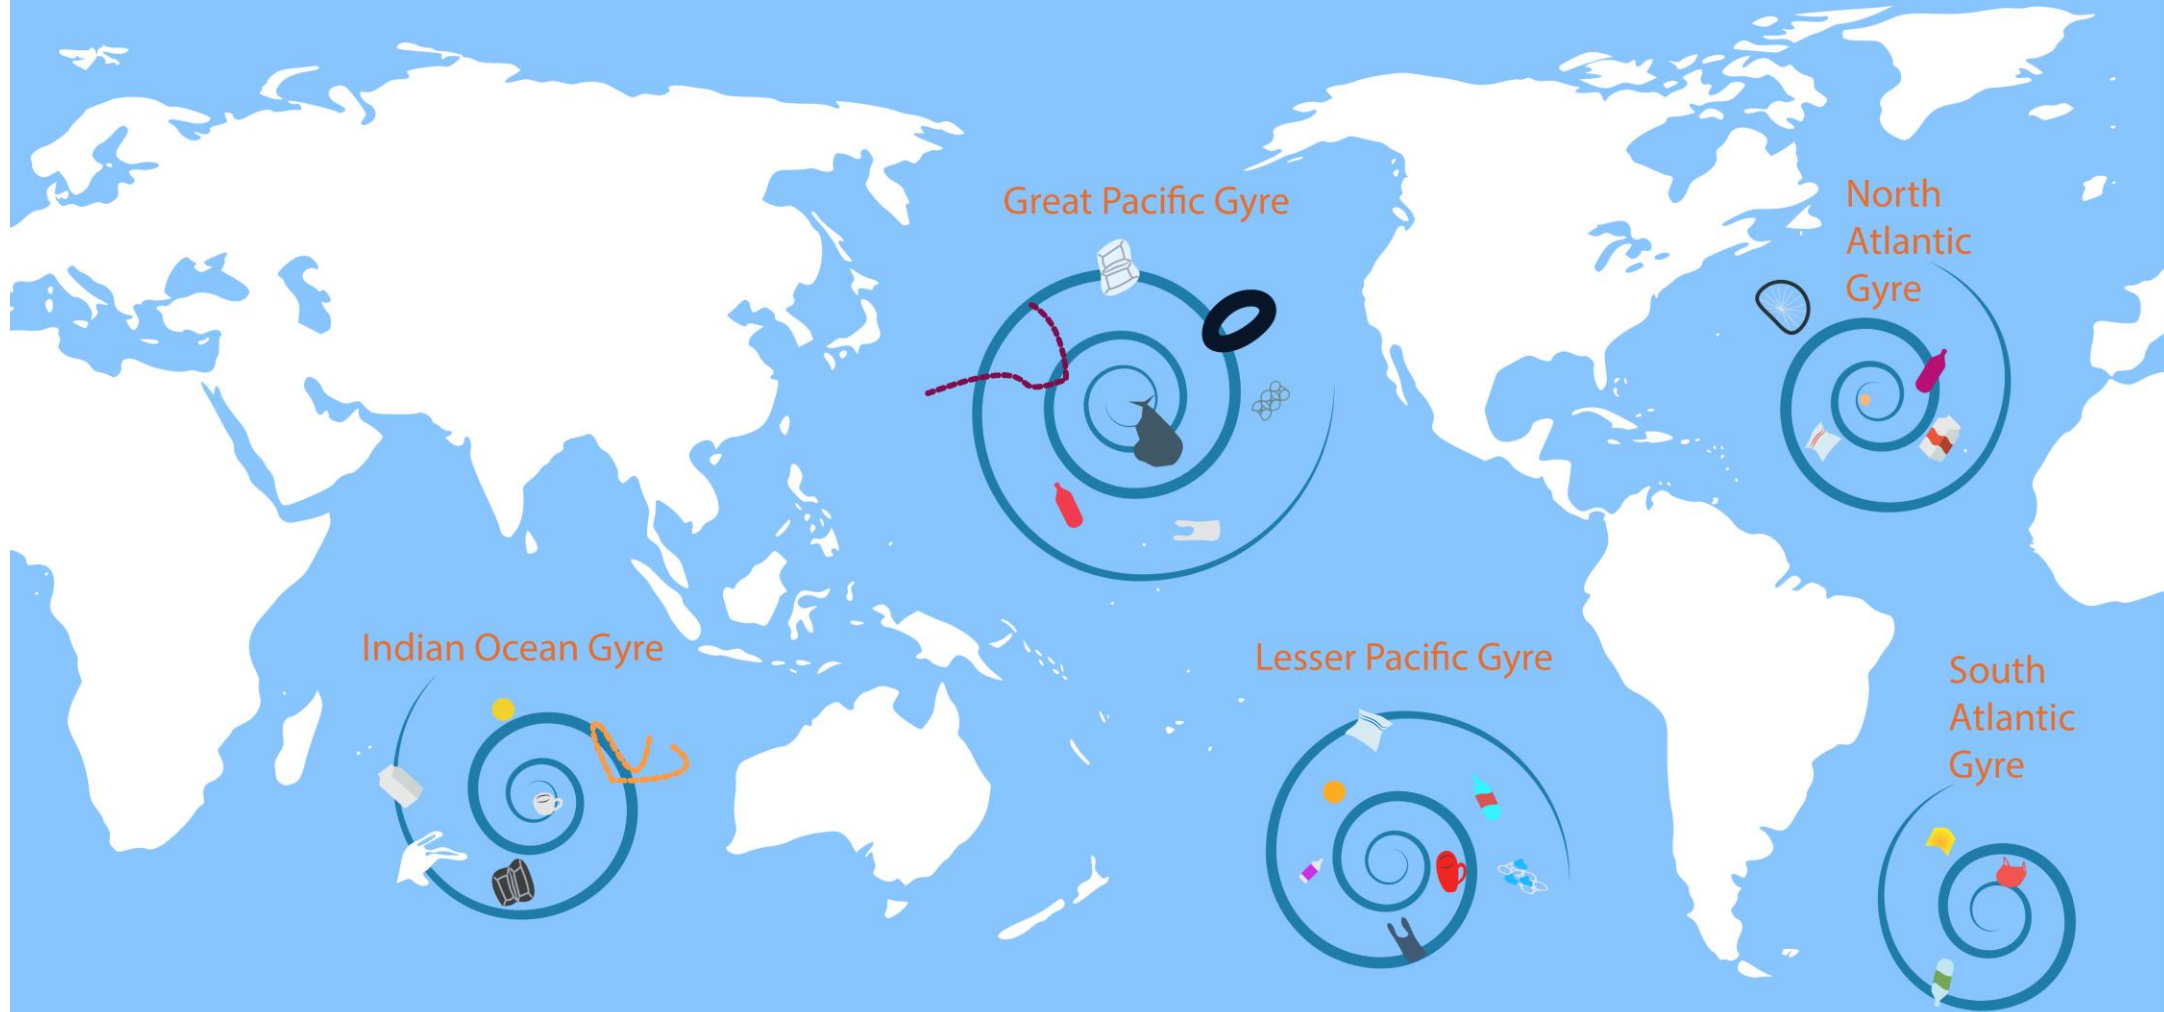 Great Pacific Gyre
North
Atlantic
Gyre
Indian Ocean Gyre
Lesser Pacific Gyre
South
Atlantic
Gyre